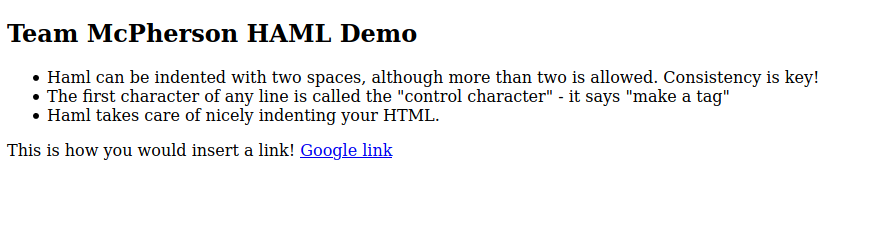 Team McPherson HAML Demo
Haml can be indented with two spaces, although more than two is allowed. Consistency is key!
The first character of any line is called the "control character" - it says "make a tag"
Haml takes care of nicely indenting your HTML.
This is how you would insert a link! Google link